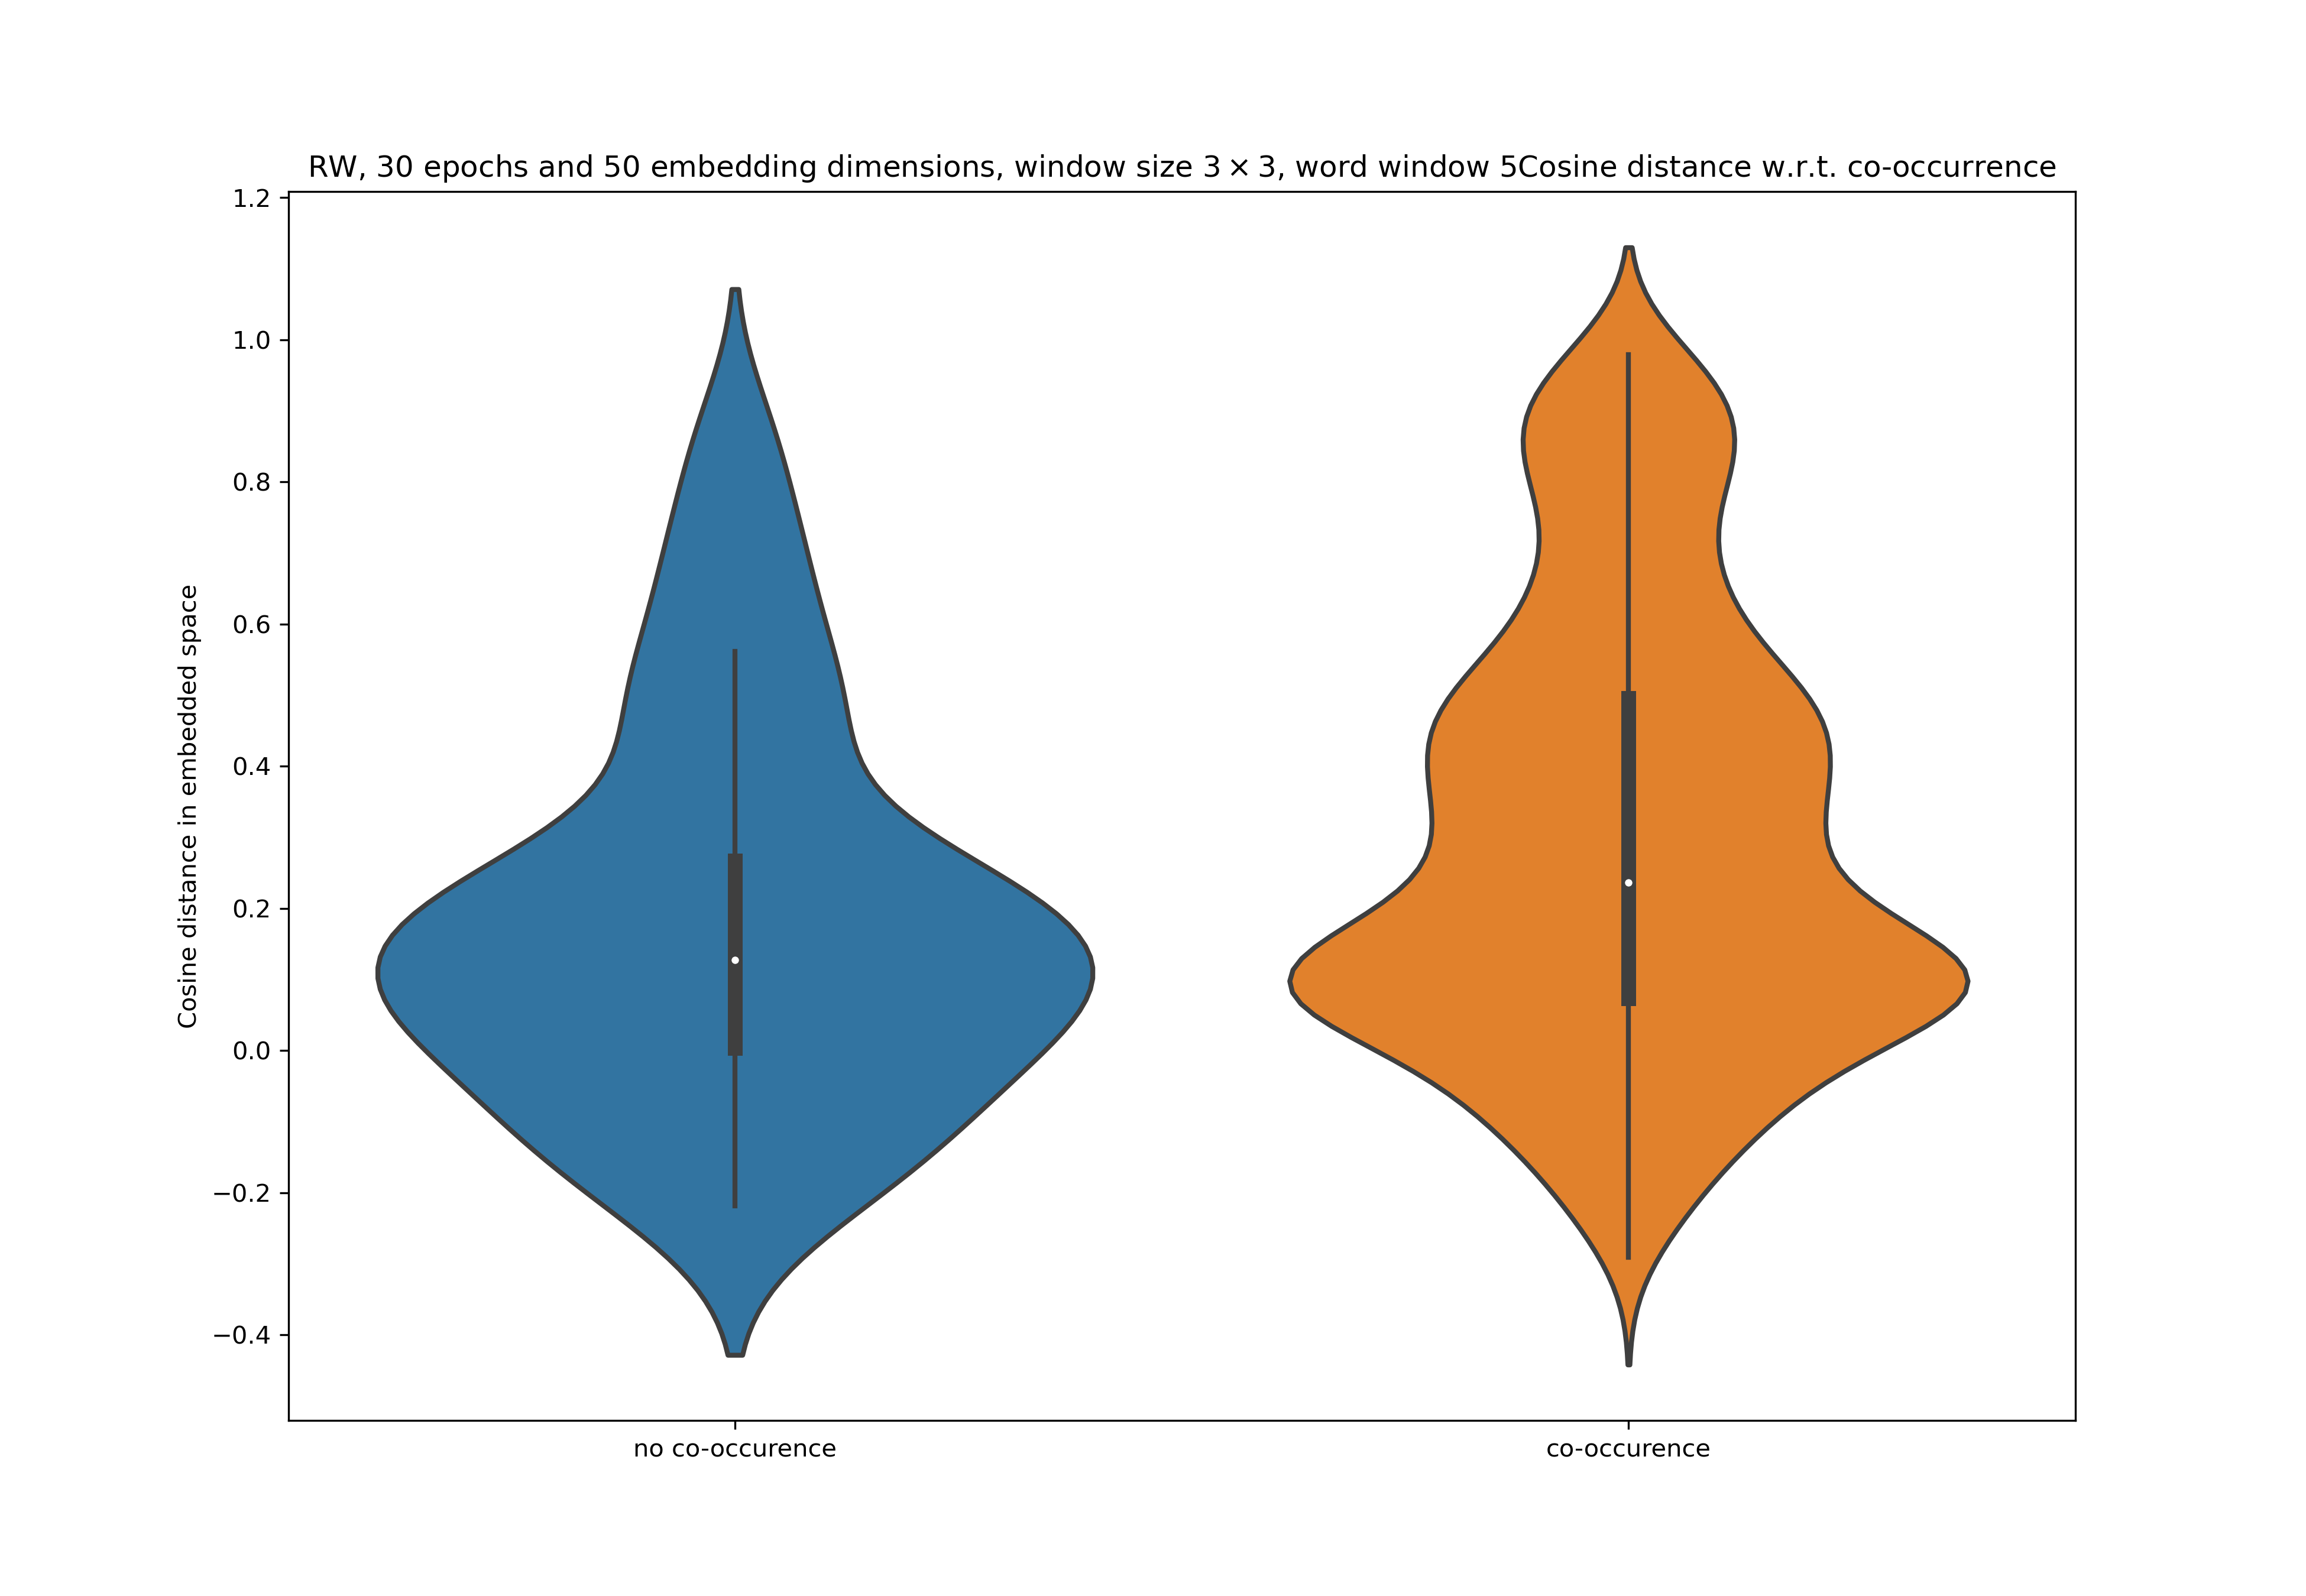 RW, 30 epochs and 50 embedding dimensions, window size 3 × 3, word window 5Cosine distance w.r.t. co-occurrence
1.2
1.0
0.8
0.6
0.4
0.2
0.0
−0.2
−0.4
Cosine distance in embedded space
no co-occurence
co-occurence